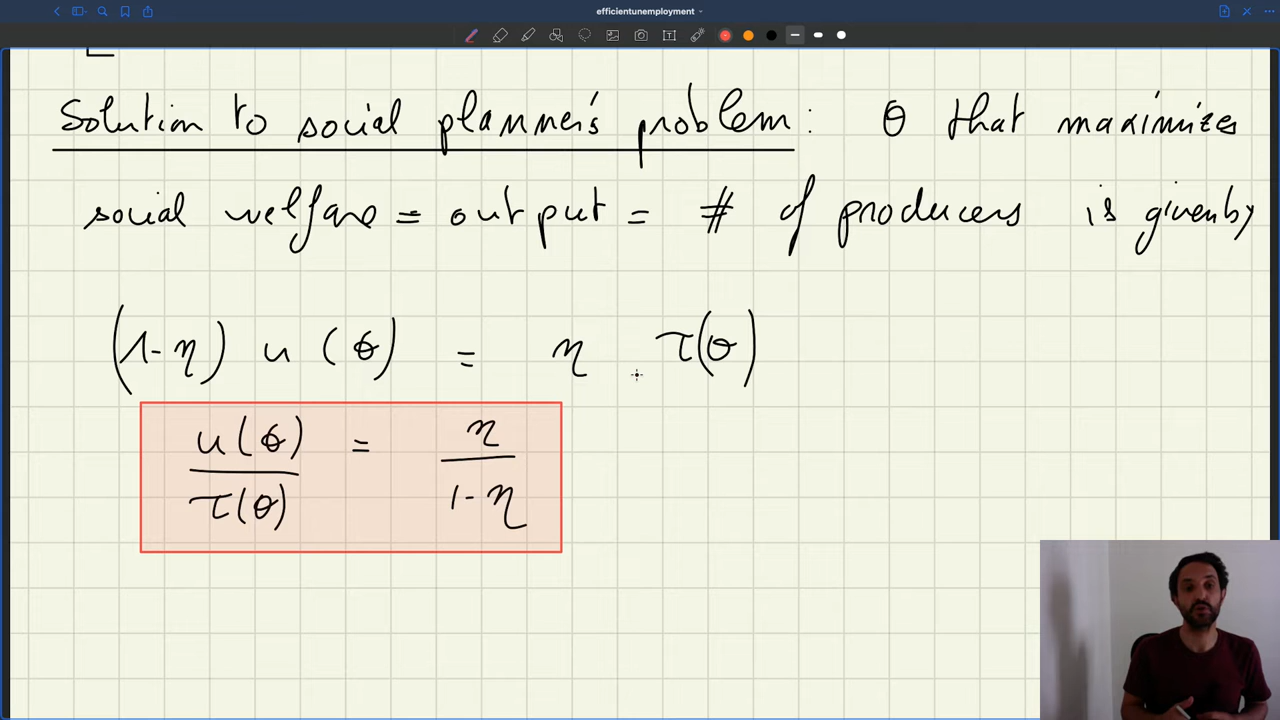 efficientunemployment
Solution to social planner's problem: θ that maximizes
social welfare = output = # of producers is given by
(1-η) u (θ) = η τ(θ)
u(θ) / τ(θ) = η / 1-η